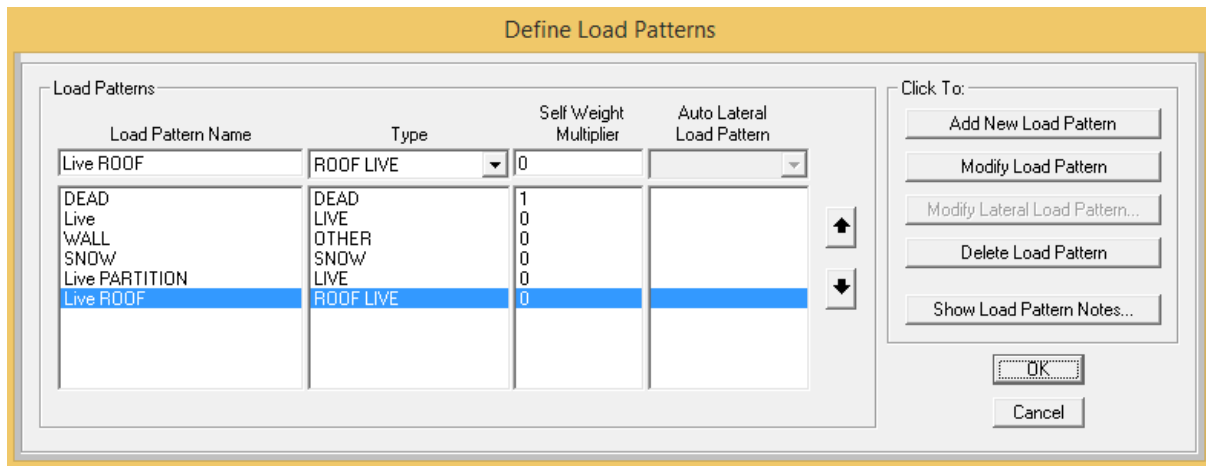 Define Load Patterns
Load Patterns
Click To:
Load Pattern Name
Type
Self Weight
Multiplier
Auto Lateral
Load Pattern
Live ROOF
ROOF LIVE
0
DEAD DEAD 1
Live LIVE 0
WALL OTHER 0
SNOW SNOW 0
Live PARTITION LIVE 0
Live ROOF ROOF LIVE 0
Add New Load Pattern
Modify Load Pattern
Modify Lateral Load Pattern...
Delete Load Pattern
Show Load Pattern Notes...
OK
Cancel